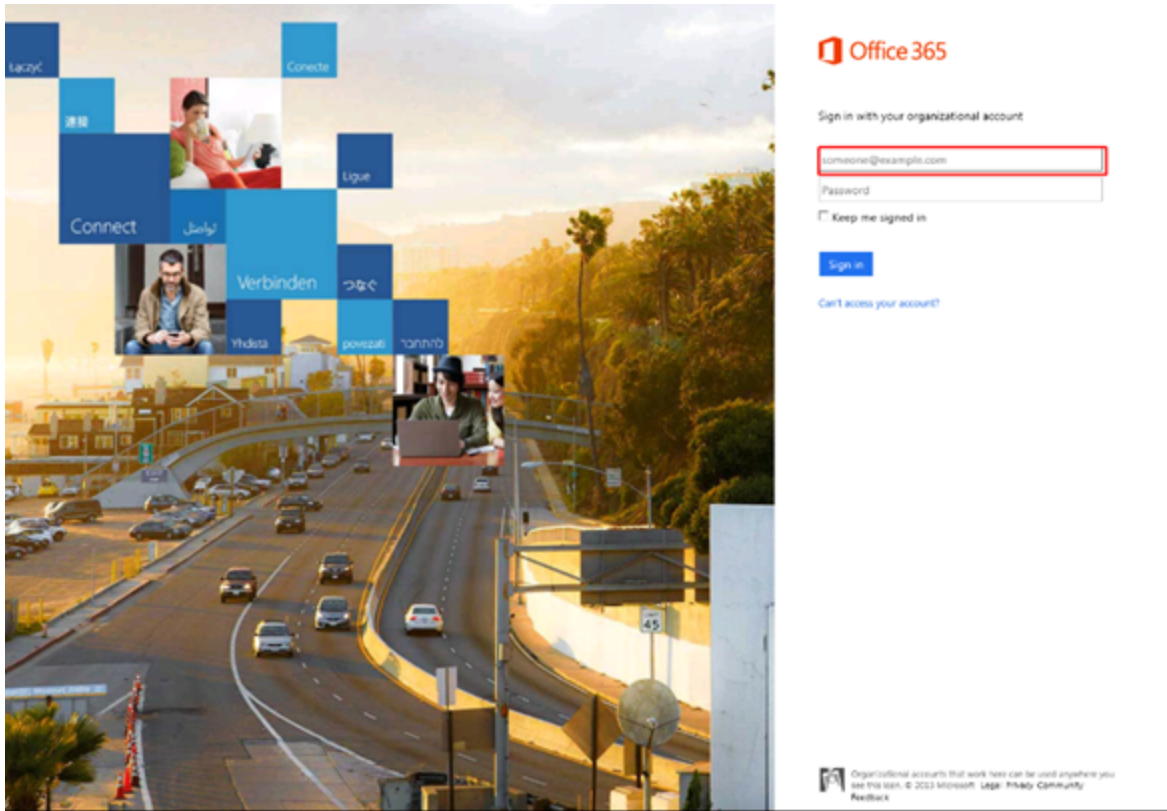 Łączyć
Conecte
連接
Ligue
Connect
تواصل
Verbinden
つなぐ
Yhdistä
povezati
להתחבר
45
Office 365
Sign in with your organizational account
someone@example.com
Password
Keep me signed in
Sign in
Can't access your account?
Organizational accounts that work here can be used anywhere you
see this icon. © 2013 Microsoft Legal Privacy Community
Feedback